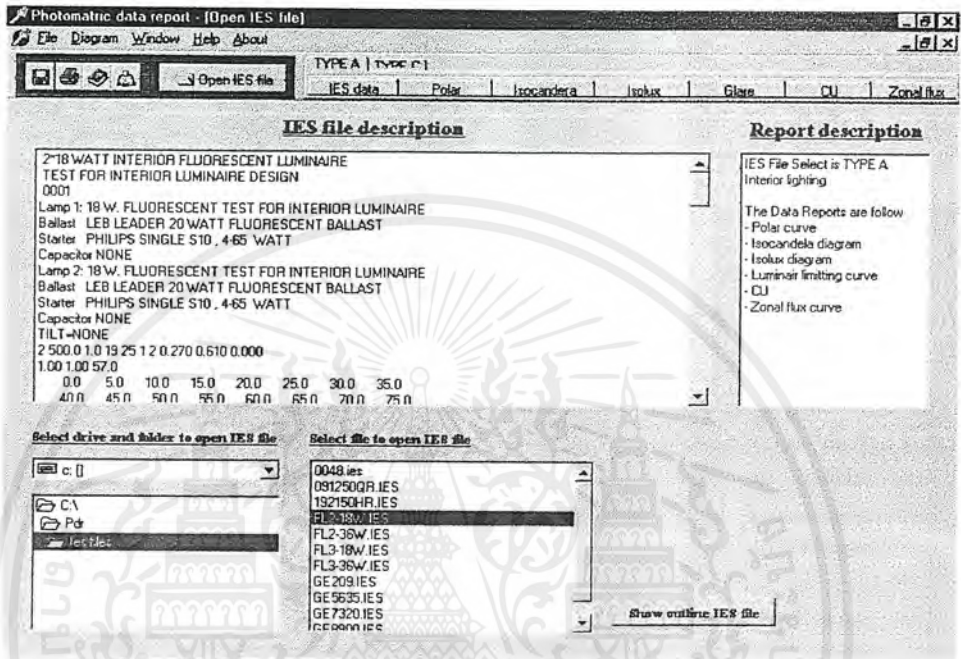 Photomatric data report - [Open IES file]
File Diagram Window Help About
Open IES file
TYPE A | TYPE C |
IES data Polar Isocandera Isolux Glare CU Zonal flux
IES file description
2*18 WATT INTERIOR FLUORESCENT LUMINAIRE
TEST FOR INTERIOR LUMINAIRE DESIGN
0001
Lamp 1: 18 W. FLUORESCENT TEST FOR INTERIOR LUMINAIRE
Ballast LEB LEADER 20 WATT FLUORESCENT BALLAST
Starter PHILIPS SINGLE S10 , 4-65 WATT
Capacitor NONE
Lamp 2: 18 W. FLUORESCENT TEST FOR INTERIOR LUMINAIRE
Ballast LEB LEADER 20 WATT FLUORESCENT BALLAST
Starter PHILIPS SINGLE S10 , 4-65 WATT
Capacitor NONE
TILT=NONE
2 500.0 1.0 19 25 1 2 0.270 0.610 0.000
1.00 1.00 57.0
0.0 5.0 10.0 15.0 20.0 25.0 30.0 35.0
40.0 45.0 50.0 55.0 60.0 65.0 70.0 75.0
Report description
IES File Select is TYPE A
Interior lighting
The Data Reports are follow
- Polar curve
- Isocandela diagram
- Isolux diagram
- Luminair limitting curve
- CU
- Zonal flux curve
Select drive and folder to open IES file
c: []
C:\
Pdr
Ies files
Select file to open IES file
0048.ies
091250QR.IES
192150HR.IES
FL2-18W.IES
FL2-36W.IES
FL3-18W.IES
FL3-36W.IES
GE209.IES
GE5635.IES
GE7320.IES
GE8900.IES
Show outline IES file